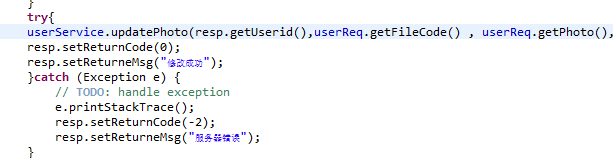 }
try{
userService.updatePhoto(resp.getUserid(),userReq.getFileCode() , userReq.getPhoto(),
resp.setReturnCode(0);
resp.setReturneMsg("修改成功");
}catch (Exception e) {
// TODO: handle exception
e.printStackTrace();
resp.setReturnCode(-2);
resp.setReturneMsg("服务器错误");
}